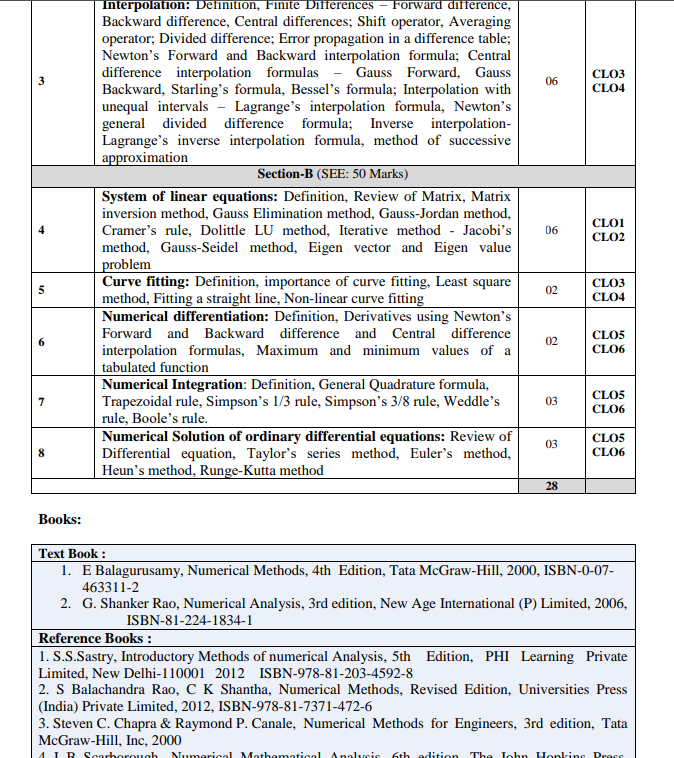 Interpolation: Definition, Finite Differences – Forward difference,
Backward difference, Central differences; Shift operator, Averaging
operator; Divided difference; Error propagation in a difference table;
Newton's Forward and Backward interpolation formula; Central
difference interpolation formulas – Gauss Forward, Gauss
3
Backward, Starling's formula, Bessel's formula; Interpolation with
06
CLO3
CLO4
unequal intervals – Lagrange's interpolation formula, Newton's
general divided difference formula; Inverse interpolation-
Lagrange's inverse interpolation formula, method of successive
approximation
Section-B (SEE: 50 Marks)
System of linear equations: Definition, Review of Matrix, Matrix
inversion method, Gauss Elimination method, Gauss-Jordan method,
4
Cramer's rule, Dolittle LU method, Iterative method - Jacobi's
06
CLO1
CLO2
method, Gauss-Seidel method, Eigen vector and Eigen value
problem
5
Curve fitting: Definition, importance of curve fitting, Least square
method, Fitting a straight line, Non-linear curve fitting
02
CLO3
CLO4
6
Numerical differentiation: Definition, Derivatives using Newton's
Forward and Backward difference and Central difference
interpolation formulas, Maximum and minimum values of a
tabulated function
02
CLO5
CLO6
7
Numerical Integration: Definition, General Quadrature formula,
Trapezoidal rule, Simpson's 1/3 rule, Simpson's 3/8 rule, Weddle's
rule, Boole's rule.
03
CLO5
CLO6
8
Numerical Solution of ordinary differential equations: Review of
Differential equation, Taylor's series method, Euler's method,
Heun's method, Runge-Kutta method
03
CLO5
CLO6
28
Books:
Text Book :
1. E Balagurusamy, Numerical Methods, 4th Edition, Tata McGraw-Hill, 2000, ISBN-0-07-
463311-2
2. G. Shanker Rao, Numerical Analysis, 3rd edition, New Age International (P) Limited, 2006,
ISBN-81-224-1834-1
Reference Books :
1. S.S.Sastry, Introductory Methods of numerical Analysis, 5th Edition, PHI Learning Private
Limited, New Delhi-110001 2012 ISBN-978-81-203-4592-8
2. S Balachandra Rao, C K Shantha, Numerical Methods, Revised Edition, Universities Press
(India) Private Limited, 2012, ISBN-978-81-7371-472-6
3. Steven C. Chapra & Raymond P. Canale, Numerical Methods for Engineers, 3rd edition, Tata
McGraw-Hill, Inc, 2000
4. J. B. Scarborough, Numerical Mathematical Analysis, 6th edition, The John Hopkins Press,